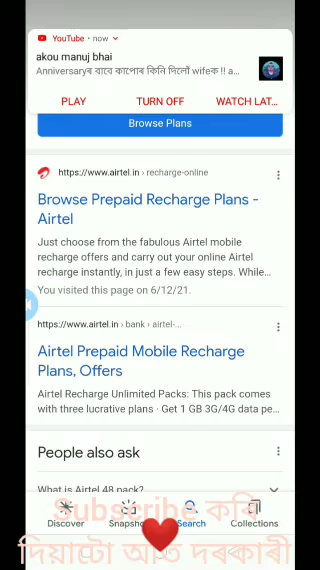 YouTube • now
akou manuj bhai
Anniversaryৰ বাবে কাপোৰ কিনি দিলোঁ wifeক !! a...
PLAY TURN OFF WATCH LAT...
Browse Plans
https://www.airtel.in › recharge-online
Browse Prepaid Recharge Plans -
Airtel
Just choose from the fabulous Airtel mobile
recharge offers and carry out your online Airtel
recharge instantly, in just a few easy steps. While...
You visited this page on 6/12/21.
https://www.airtel.in › bank › airtel-...
Airtel Prepaid Mobile Recharge
Plans, Offers
Airtel Recharge Unlimited Packs: This pack comes
with three lucrative plans · Get 1 GB 3G/4G data pe...
People also ask
What is Airtel 48 pack?
Subscribe কৰি
Discover Snapsh Search Collections
দিয়াটো আত দৰকাৰী